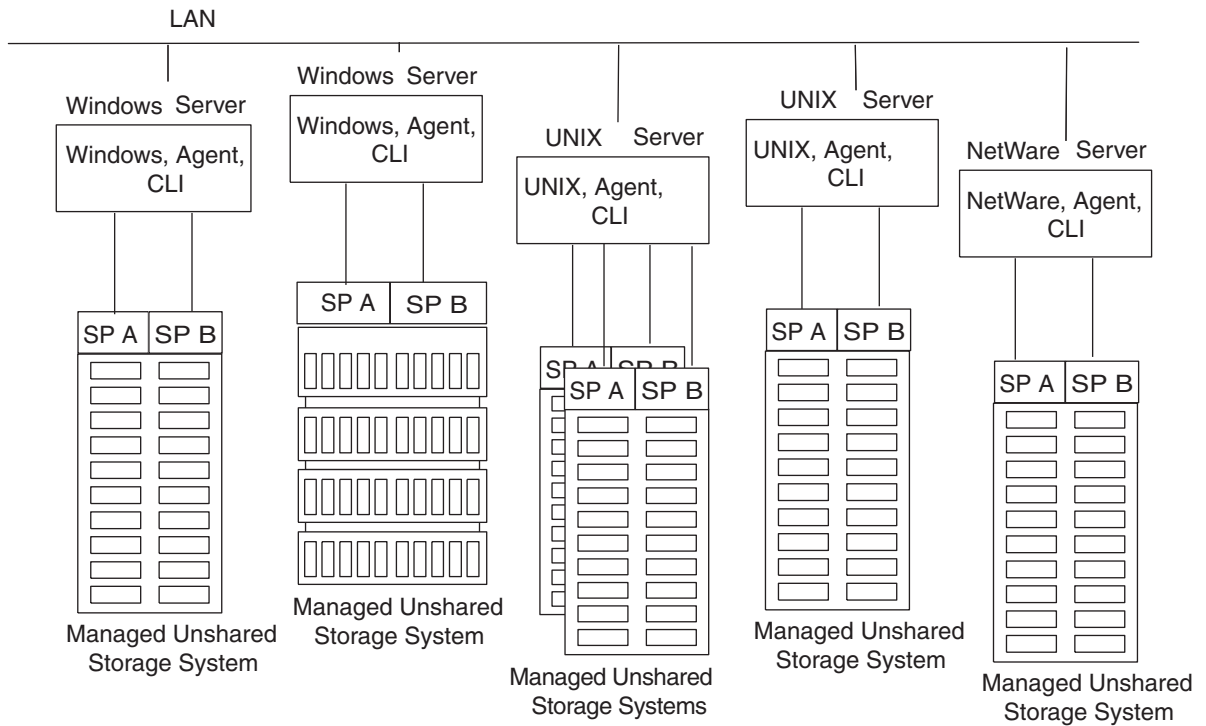 LAN
Windows Server
Windows, Agent,
CLI
SP A SP B
Managed Unshared
Storage System
Windows Server
Windows, Agent,
CLI
SP A SP B
Managed Unshared
Storage System
UNIX Server
UNIX, Agent,
CLI
SP A SP B
SP A SP B
Managed Unshared
Storage Systems
UNIX Server
UNIX, Agent,
CLI
SP A SP B
Managed Unshared
Storage System
NetWare Server
NetWare, Agent,
CLI
SP A SP B
Managed Unshared
Storage System